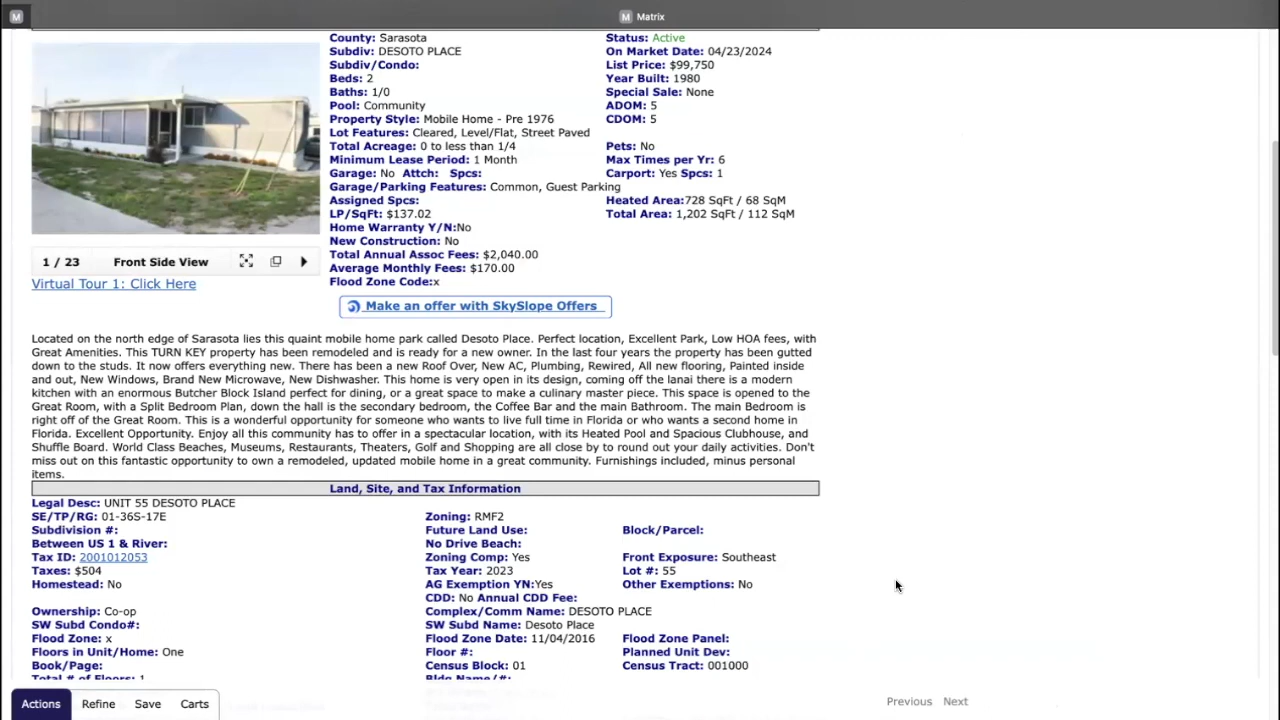 M
M Matrix
County: Sarasota
Status: Active
Subdiv: DESOTO PLACE
On Market Date: 04/23/2024
Subdiv/Condo:
List Price: $99,750
Beds: 2
Year Built: 1980
Baths: 1/0
Special Sale: None
Pool: Community
ADOM: 5
Property Style: Mobile Home - Pre 1976
CDOM: 5
Lot Features: Cleared, Level/Flat, Street Paved
Total Acreage: 0 to less than 1/4
Pets: No
Minimum Lease Period: 1 Month
Max Times per Yr: 6
Garage: No Attch: Spcs:
Carport: Yes Spcs: 1
Garage/Parking Features: Common, Guest Parking
Assigned Spcs:
Heated Area:728 SqFt / 68 SqM
LP/SqFt: $137.02
Total Area: 1,202 SqFt / 112 SqM
Home Warranty Y/N:No
New Construction: No
Total Annual Assoc Fees: $2,040.00
Average Monthly Fees: $170.00
Flood Zone Code:x
1 / 23 Front Side View
Virtual Tour 1: Click Here
Make an offer with SkySlope Offers
Located on the north edge of Sarasota lies this quaint mobile home park called Desoto Place. Perfect location, Excellent Park, Low HOA fees, with
Great Amenities. This TURN KEY property has been remodeled and is ready for a new owner. In the last four years the property has been gutted
down to the studs. It now offers everything new. There has been a new Roof Over, New AC, Plumbing, Rewired, All new flooring, Painted inside
and out, New Windows, Brand New Microwave, New Dishwasher. This home is very open in its design, coming off the lanai there is a modern
kitchen with an enormous Butcher Block Island perfect for dining, or a great space to make a culinary master piece. This space is opened to the
Great Room, with a Split Bedroom Plan, down the hall is the secondary bedroom, the Coffee Bar and the main Bathroom. The main Bedroom is
right off of the Great Room. This is a wonderful opportunity for someone who wants to live full time in Florida or who wants a second home in
Florida. Excellent Opportunity. Enjoy all this community has to offer in a spectacular location, with its Heated Pool and Spacious Clubhouse, and
Shuffle Board. World Class Beaches, Museums, Restaurants, Theaters, Golf and Shopping are all close by to round out your daily activities. Don't
miss out on this fantastic opportunity to own a remodeled, updated mobile home in a great community. Furnishings included, minus personal
items.
Land, Site, and Tax Information
Legal Desc: UNIT 55 DESOTO PLACE
SE/TP/RG: 01-36S-17E
Zoning: RMF2
Subdivision #:
Future Land Use:
Block/Parcel:
Between US 1 & River:
No Drive Beach:
Tax ID: 2001012053
Zoning Comp: Yes
Front Exposure: Southeast
Taxes: $504
Tax Year: 2023
Lot #: 55
Homestead: No
AG Exemption YN:Yes
Other Exemptions: No
CDD: No Annual CDD Fee:
Ownership: Co-op
Complex/Comm Name: DESOTO PLACE
SW Subd Condo#:
SW Subd Name: Desoto Place
Flood Zone: x
Flood Zone Date: 11/04/2016
Flood Zone Panel:
Floors in Unit/Home: One
Floor #:
Planned Unit Dev:
Book/Page:
Census Block: 01
Census Tract: 001000
Total # of Floors: 1
Bldg Name/#:
Actions Refine Save Carts
Previous Next